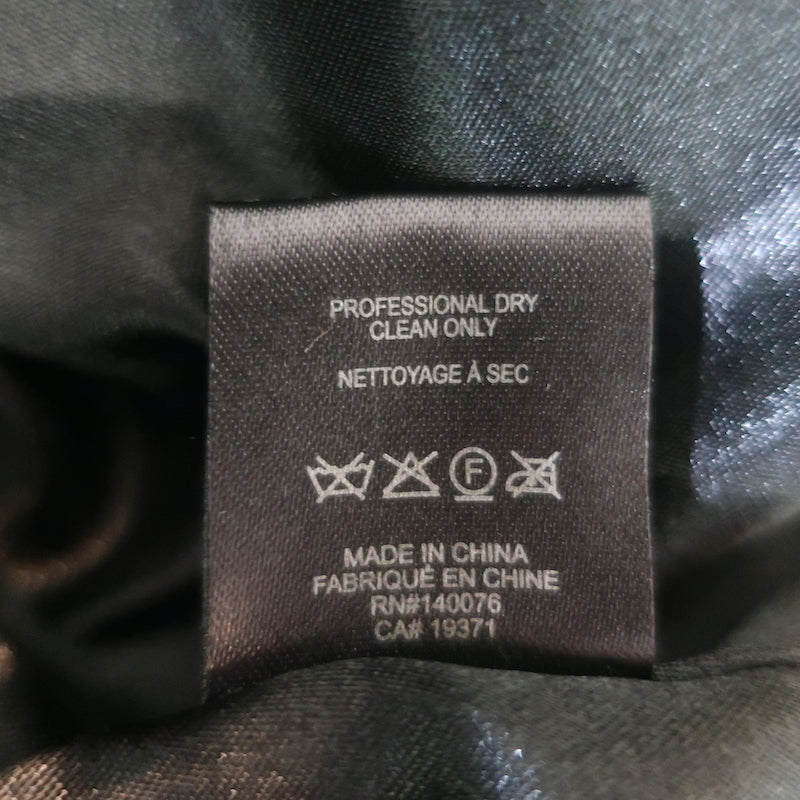 PROFESSIONAL DRY
CLEAN ONLY
NETTOYAGE À SEC
F
MADE IN CHINA
FABRIQUÉ EN CHINE
RN#140076
CA# 19371